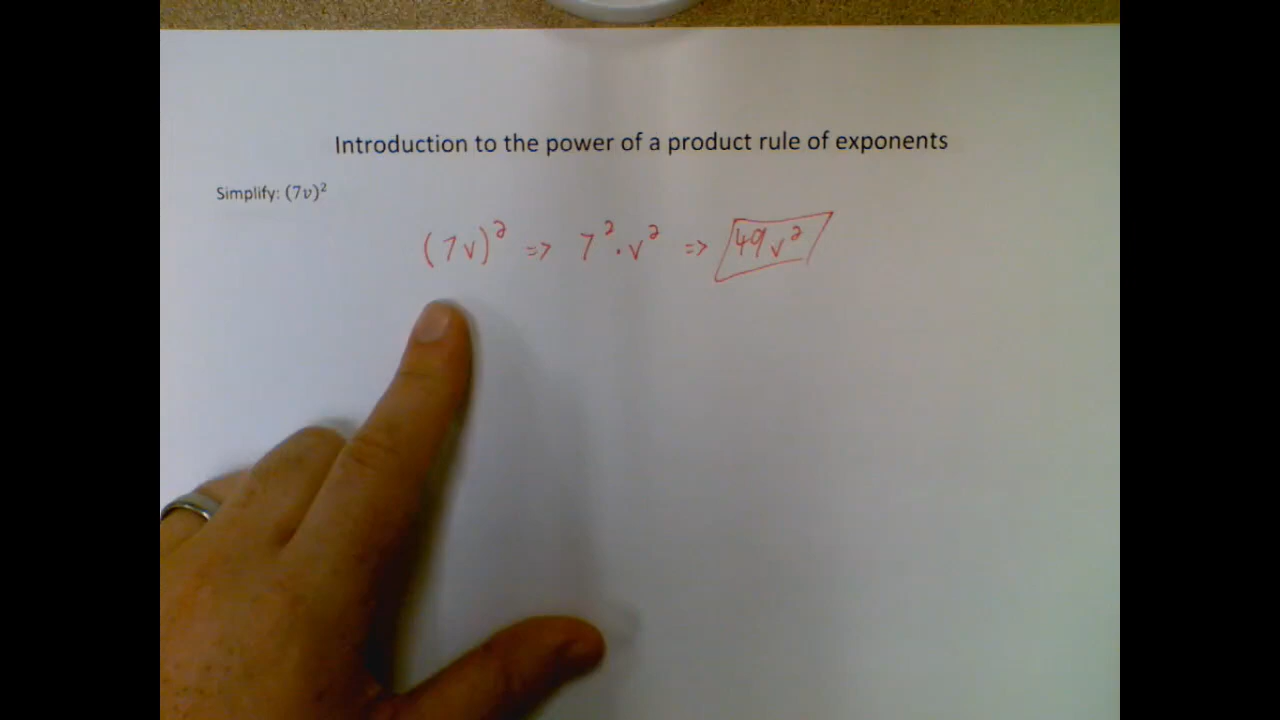 Introduction to the power of a product rule of exponents
Simplify: (7v)²
(7v)² => 7² · v² => 49v²